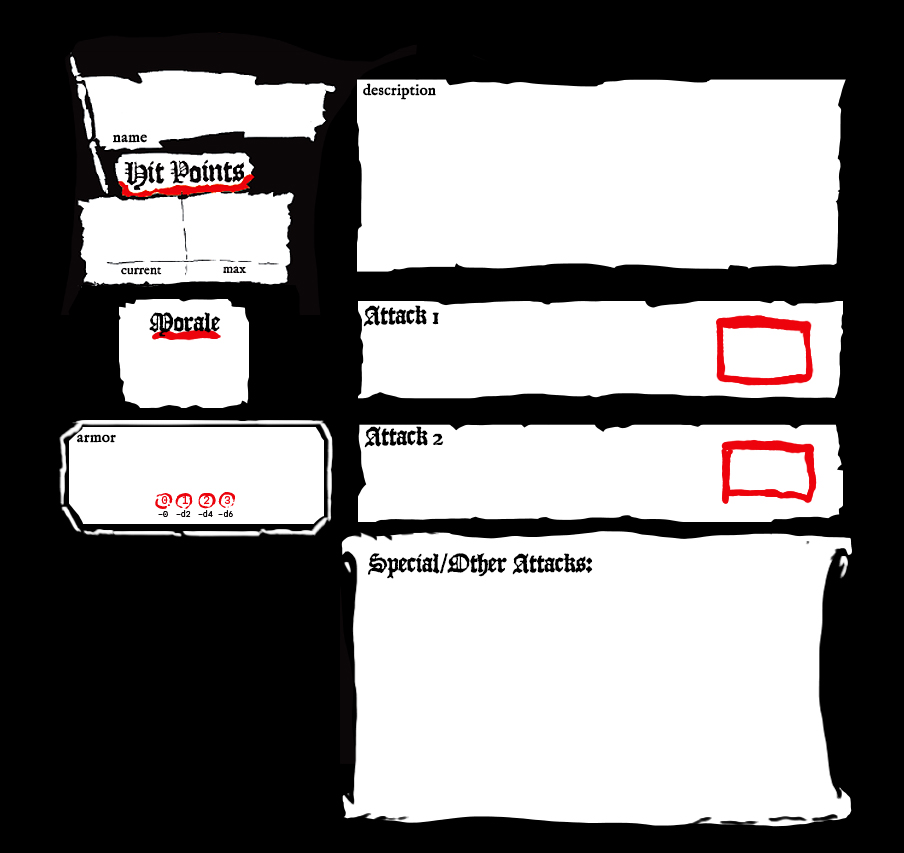 name
Hit Points
current max
Morale
armor
0 1 2 3
-0 -d2 -d4 -d6
description
Attack 1
Attack 2
Special/Other Attacks: